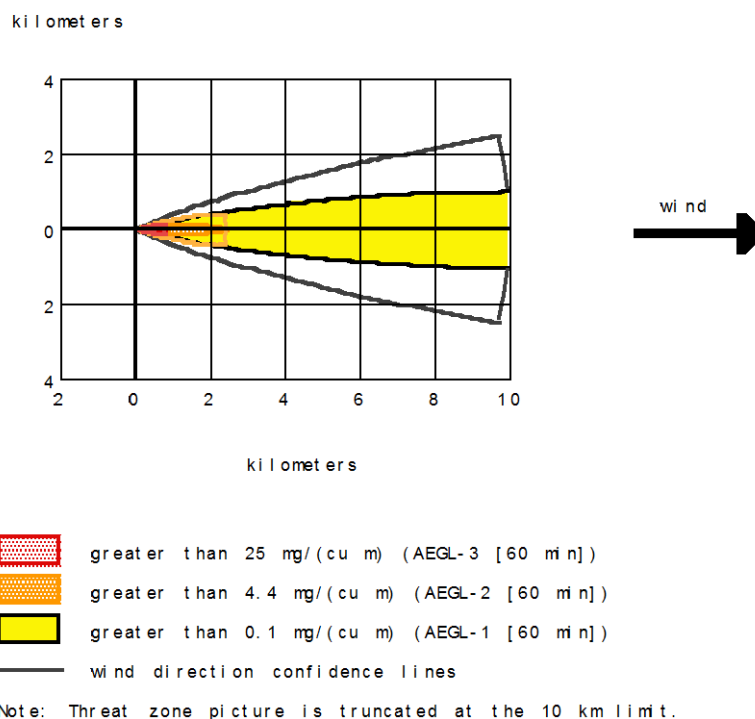 kilometers
4
2
wind
0
2
4
2 0 2 4 6 8 10
kilometers
greater than 25 mg/(cu m) (AEGL-3 [60 min])
greater than 4.4 mg/(cu m) (AEGL-2 [60 min])
greater than 0.1 mg/(cu m) (AEGL-1 [60 min])
wind direction confidence lines
Note: Threat zone picture is truncated at the 10 km limit.